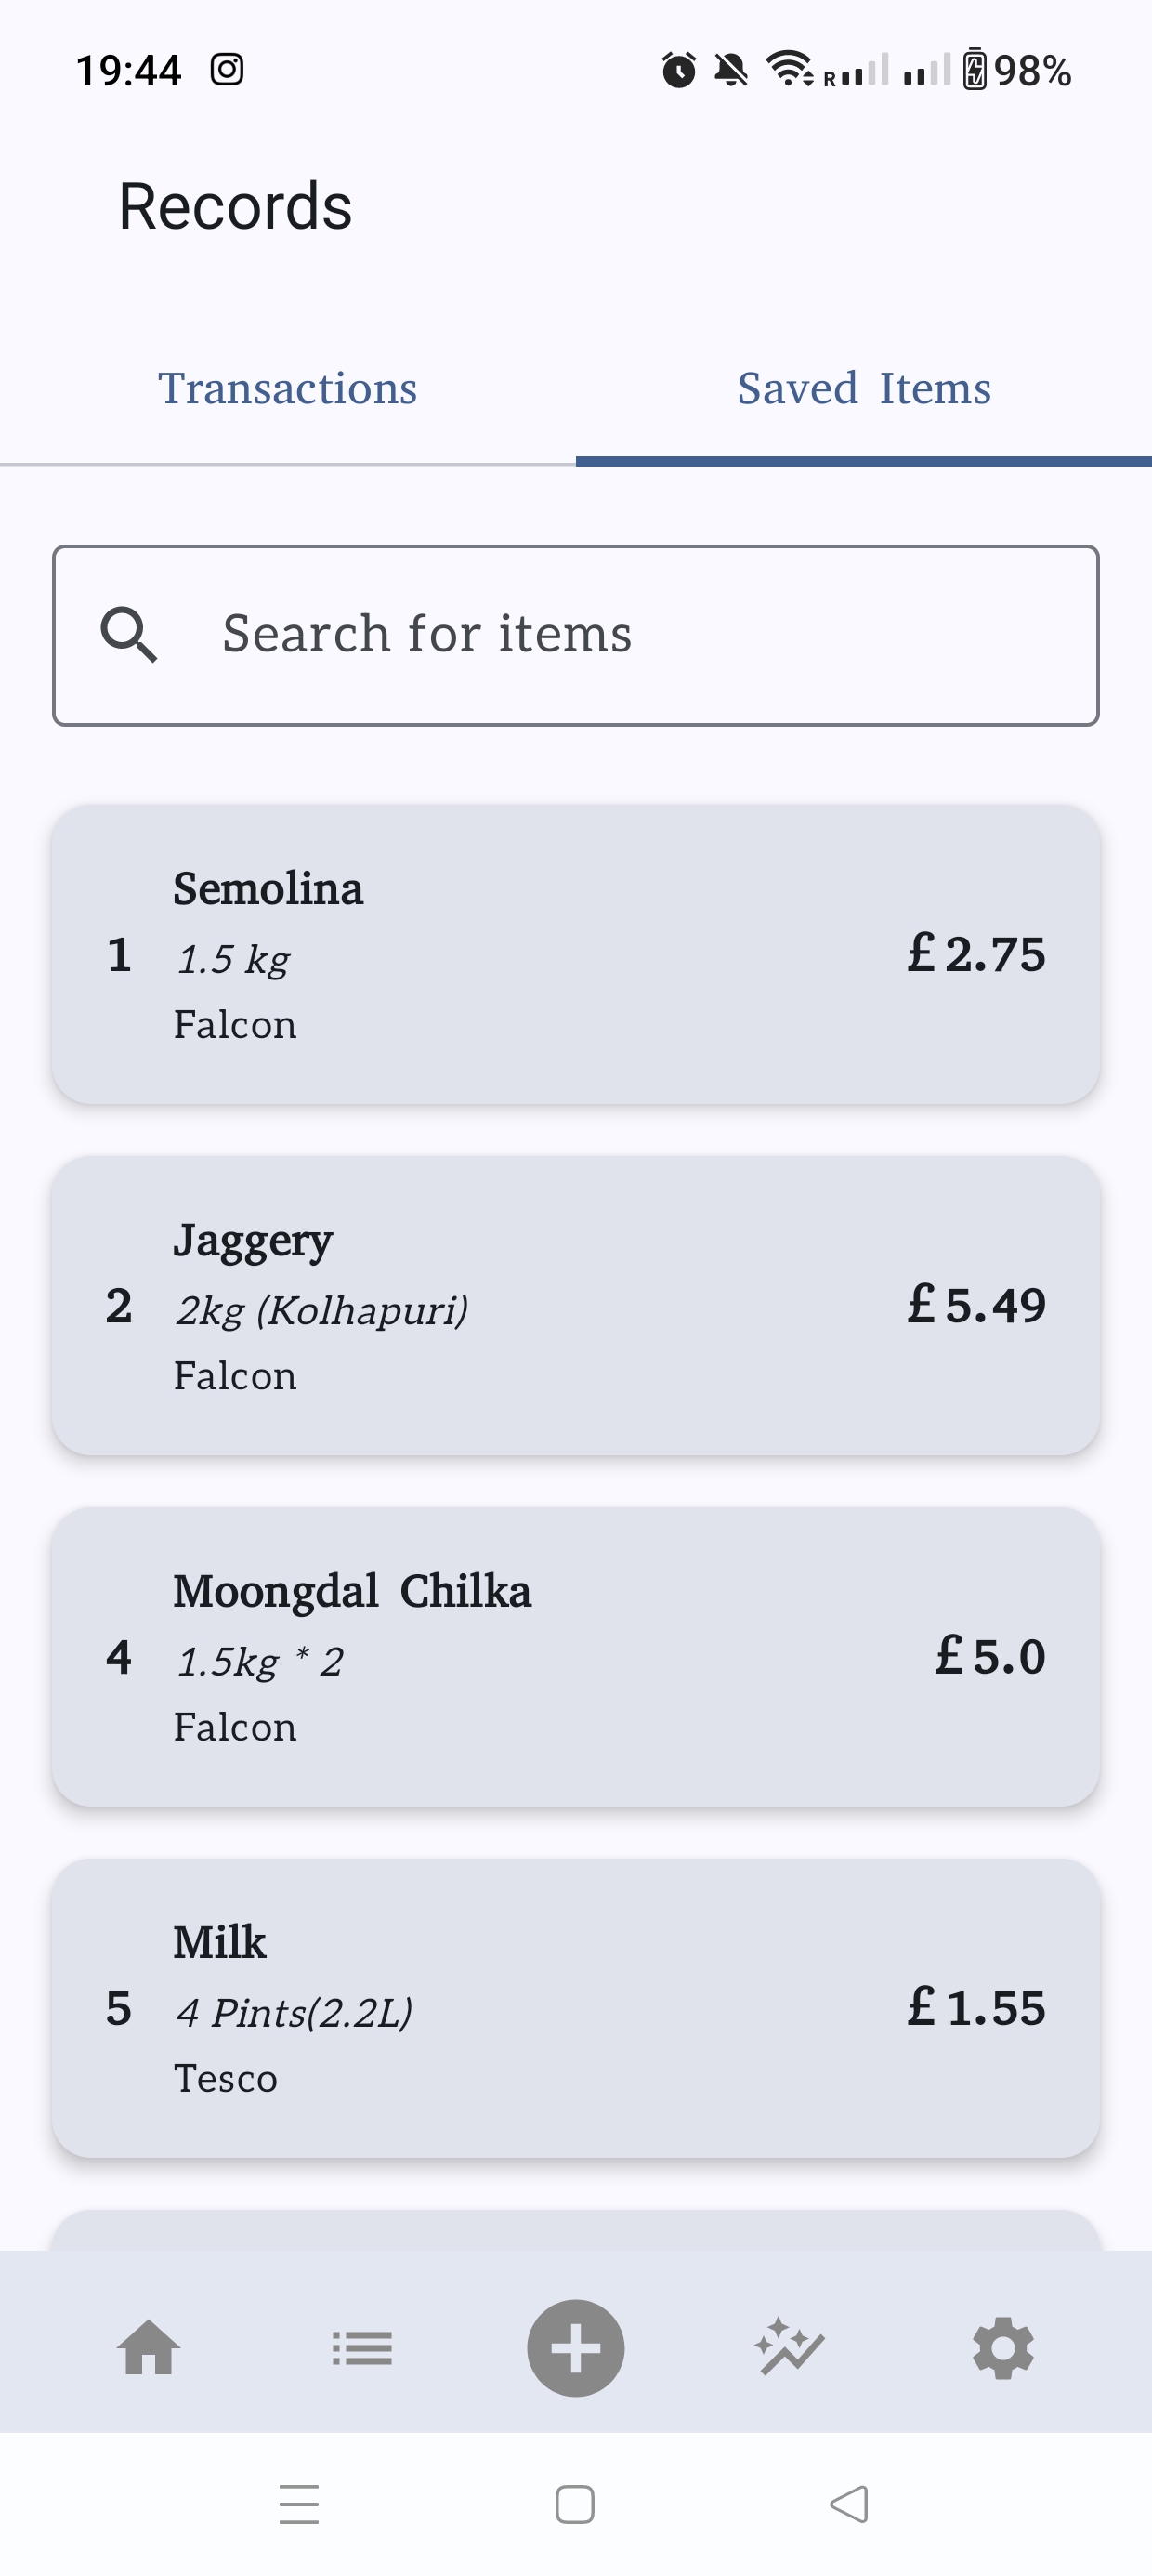 19:44
R
98%
Records
Transactions
Saved Items
Search for items
Semolina
1
1.5 kg
£ 2.75
Falcon
Jaggery
2
2kg (Kolhapuri)
£ 5.49
Falcon
Moongdal Chilka
4
1.5kg * 2
£ 5.0
Falcon
Milk
5
4 Pints(2.2L)
£ 1.55
Tesco